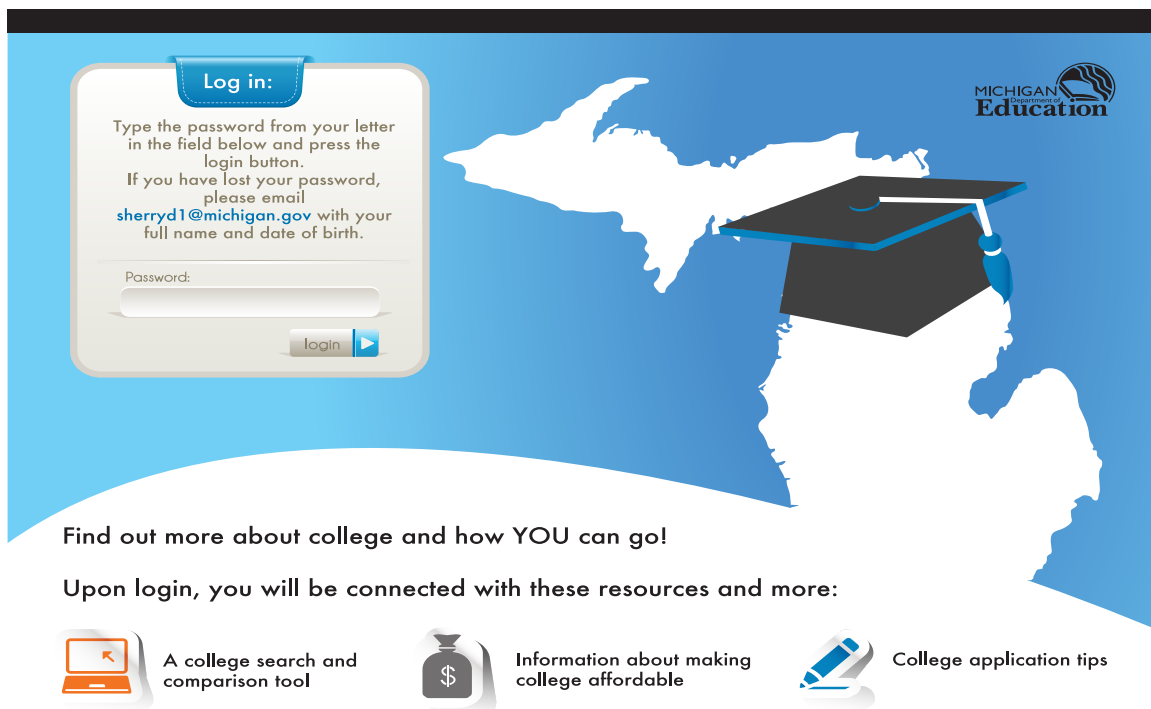 Log in:
Type the password from your letter
in the field below and press the
login button.
If you have lost your password,
please email
sherryd1@michigan.gov with your
full name and date of birth.
Password:
login
MICHIGAN
Department of
Education
Find out more about college and how YOU can go!
Upon login, you will be connected with these resources and more:
A college search and
comparison tool
$
Information about making
college affordable
College application tips